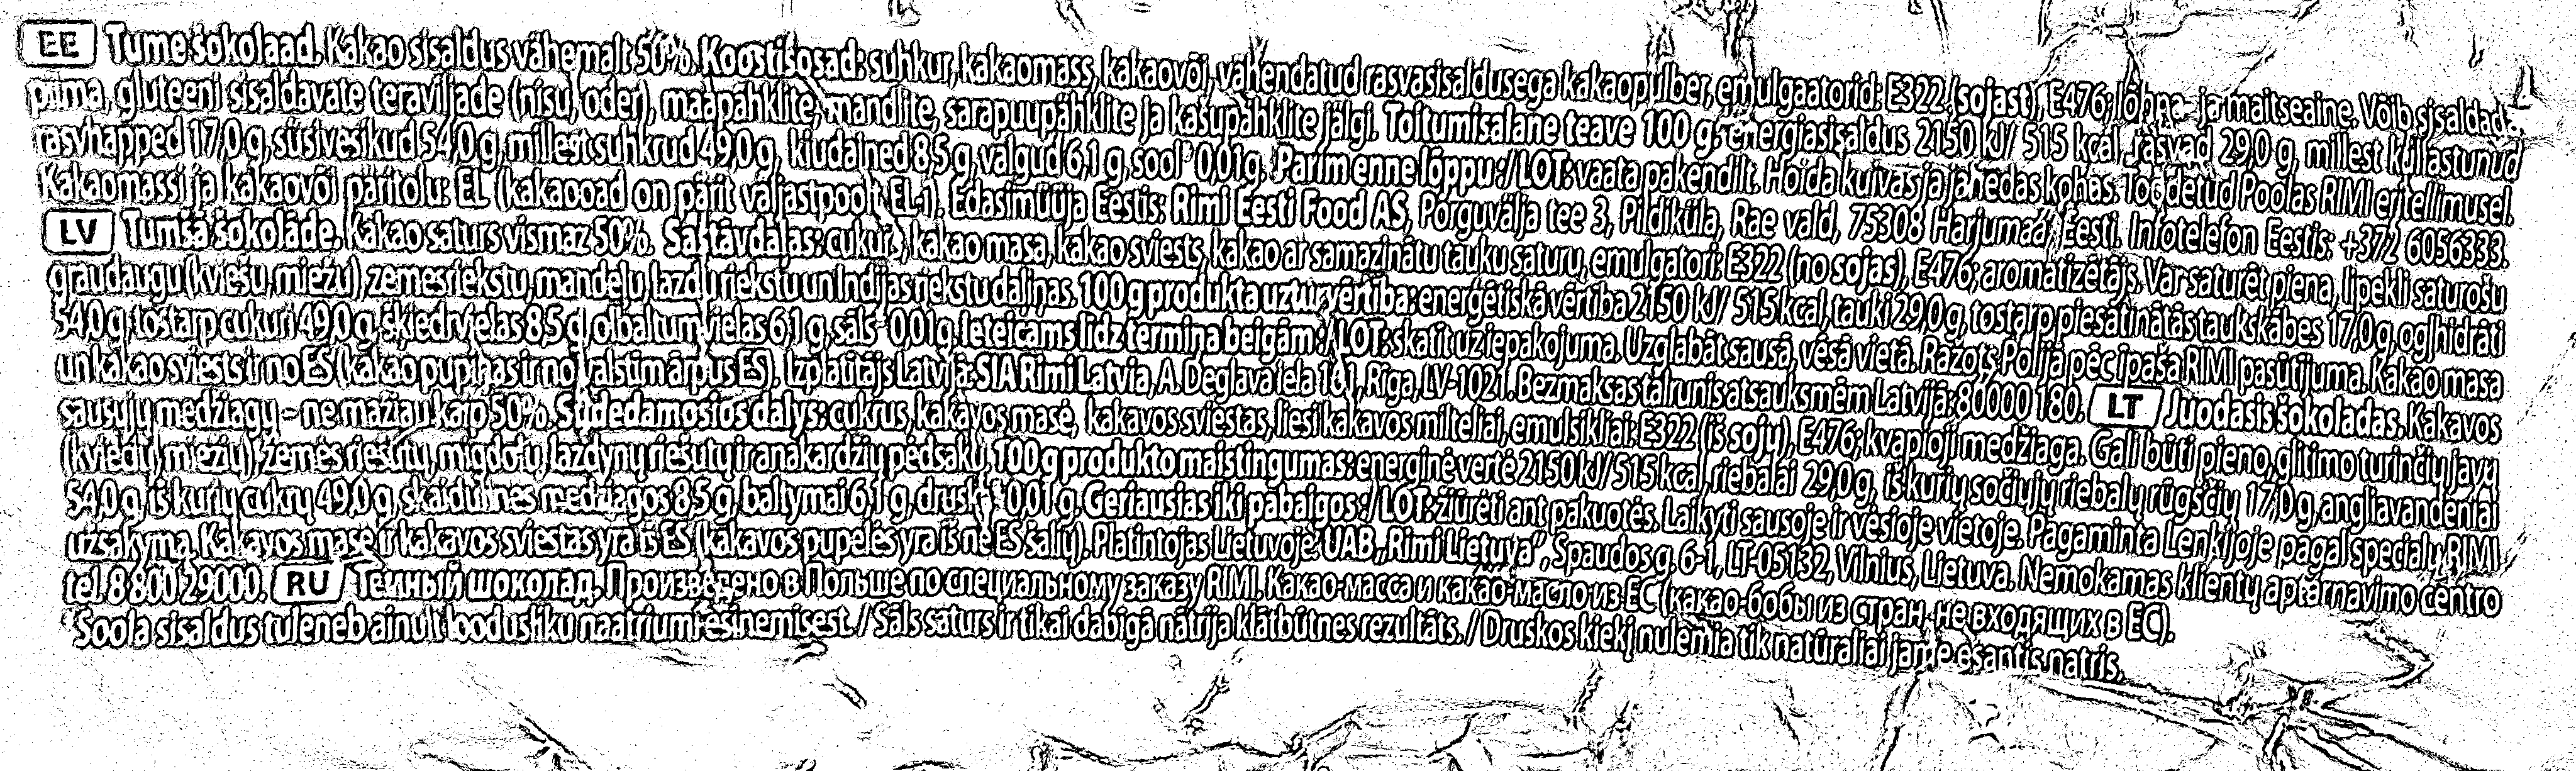 EE Tume šokolaad. Kakao sisaldus vähemalt 50%. Koostisosad: suhkur, kakaomass, kakaovõi, vähendatud rasvasisaldusega kakaopulber, emulgaatorid: E322 (sojast), E476; lõhna- ja maitseaine. Võib sisaldada
piima, gluteeni sisaldavate teraviljade (nisu, oder), maapähklite, mandlite, sarapuupähklite ja kašupähklite jälgi. Toitumisalane teave 100 g: energiasisaldus 2150 kJ/ 515 kcal, rasvad 29,0 g, millest küllastunud
rasvhapped 17,0 g, süsivesikud 54,0 g, millest suhkrud 49,0 g, kiudained 8,5 g, valgud 6,1 g, sool* 0,01g. Parim enne lõppu:/LOT: vaata pakendilt. Hoida kuivas ja jahedas kohas. Toodetud Poolas RIMI eritellimusel.
Kakaomassi ja kakaovõi päritolu: EL (kakaooad on pärit väljastpoolt EL-i). Edasimüüja Eestis: Rimi Eesti Food AS, Põrguvälja tee 3, Pildiküla, Rae vald, 75308 Harjumaa, Eesti. Infotelefon Eestis: +372 6056333.
LV Tumšā šokolāde. Kakao saturs vismaz 50%. Sastāvdaļas: cukurs, kakao masa, kakao sviests, kakao ar samazinātu tauku saturu, emulgatori: E322 (no sojas), E476; aromatizētājs. Var saturēt piena, lipekli saturošu
graudaugu (kviešu, miežu) zemesriekstu, mandeļu, lazdu riekstu un Indijas riekstu daliņas. 100 g produkta uzturvērtība: enerģētiskā vērtība 2150 kJ/ 515 kcal, tauki 29,0 g, tostarp piesātinātās taukskābes 17,0 g, ogļhidrāti
54,0 g, tostarp cukuri 49,0 g, šķiedrvielas 8,5 g, olbaltumvielas 6,1 g, sāls* 0,01g. Ieteicams līdz termiņa beigām:/LOT: skatīt uz iepakojuma. Uzglabāt sausā, vēsā vietā. Ražots Polijā pēc īpaša RIMI pasūtījuma. Kakao masa
un kakao sviests ir no ES (kakao pupiņas ir no valstīm ārpus ES). Izplatītājs Latvijā: SIA Rimi Latvia, A. Deglava iela 161, Rīga, LV-1021. Bezmaksas tālrunis atsauksmēm Latvijā: 80000 180. LT Juodasis šokoladas. Kakavos
sausųjų medžiagų – ne mažiau kaip 50%. Sudedamosios dalys: cukrus, kakavos masė, kakavos sviestas, liesi kakavos milteliai, emulsikliai: E322 (iš sojų), E476; kvapioji medžiaga. Gali būti pieno, glitimo turinčių javų
(kviečių, miežių), žemės riešutų, migdolų, lazdynų riešutų ir anakardžių pėdsakų. 100 g produkto maistingumas: energinė vertė 2150 kJ/ 515 kcal, riebalai 29,0 g, iš kurių sočiųjų riebalų rūgščių 17,0 g, angliavandeniai
54,0 g, iš kurių cukrų 49,0 g, skaidulinės medžiagos 8,5 g, baltymai 6,1 g, druska* 0,01 g. Geriausias iki pabaigos:/ LOT: žiūrėti ant pakuotės. Laikyti sausoje ir vėsioje vietoje. Pagaminta Lenkijoje pagal specialų RIMI
užsakymą. Kakavos masė ir kakavos sviestas yra iš ES (kakavos pupelės yra iš ne ES šalių). Platintojas Lietuvoje: UAB „Rimi Lietuva", Spaudos g. 6-1, LT-05132, Vilnius, Lietuva. Nemokamas klientų aptarnavimo centro
tel. 8 800 29000. RU Темный шоколад. Произведено в Польше по специальному заказу RIMI. Какао-масса и какао-масло из ЕС (какао-бобы из стран, не входящих в ЕС).
*Soola sisaldus tuleneb ainult loodusliku naatriumi esinemisest. / Sāls saturs ir tikai dabīgā nātrija klātbūtnes rezultāts. / Druskos kiekį nulemia tik natūraliai jame esantis natris.